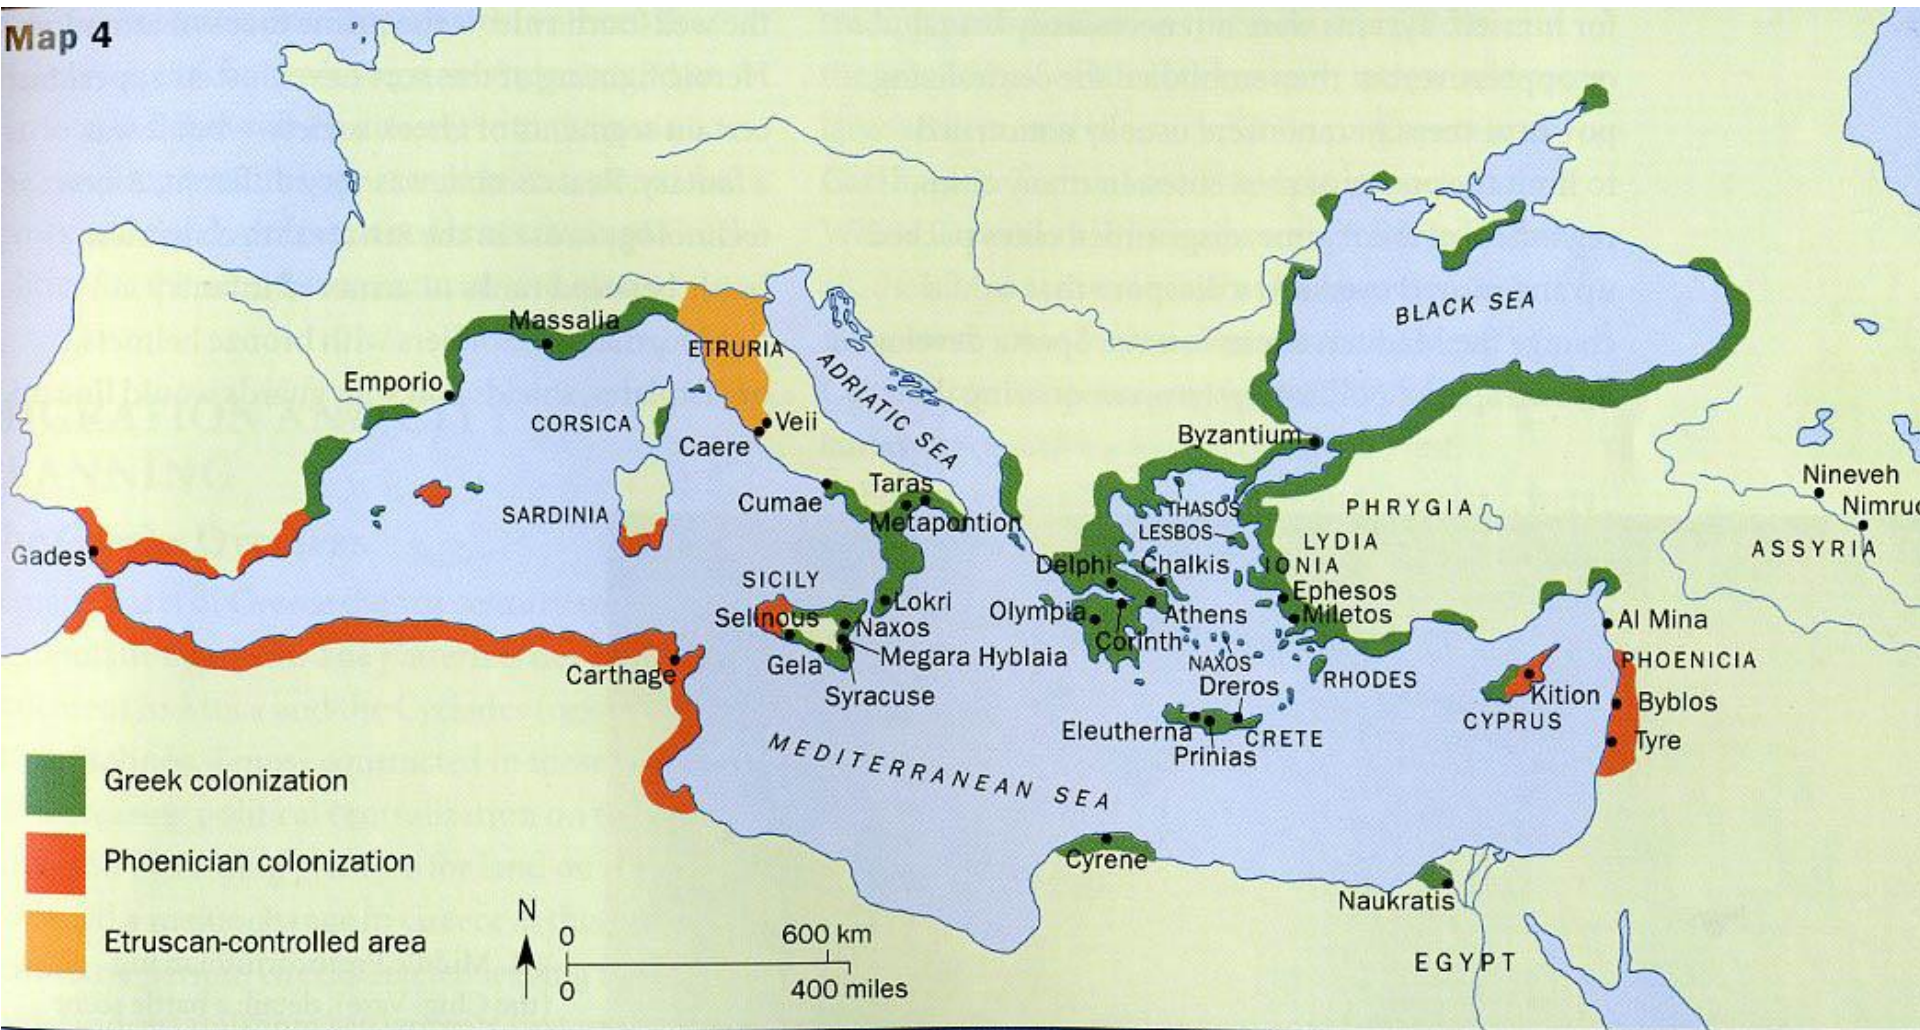 Map 4
BLACK SEA
Massalia
ETRURIA
ADRIATIC SEA
Emporio
CORSICA
Veii
Caere
Byzantium
Nineveh
Taras
Cumae
THASOS
PHRYGIA
Nimru
SARDINIA
Metapontion
LESBOS
LYDIA
ASSYRIA
Gades
Delphi
Chalkis
IONIA
SICILY
Ephesos
Lokri
Olympia
Athens
Miletos
Selinous
Naxos
Al Mina
Corinth
Gela
Megara Hyblaia
NAXOS
PHOENICIA
Carthage
Dreros
RHODES
Syracuse
Kition
Byblos
CYPRUS
Eleutherna
CRETE
Tyre
Prinias
MEDITERRANEAN SEA
Greek colonization
Phoenician colonization
Cyrene
Naukratis
Etruscan-controlled area
N
0
600 km
0
400 miles
EGYPT